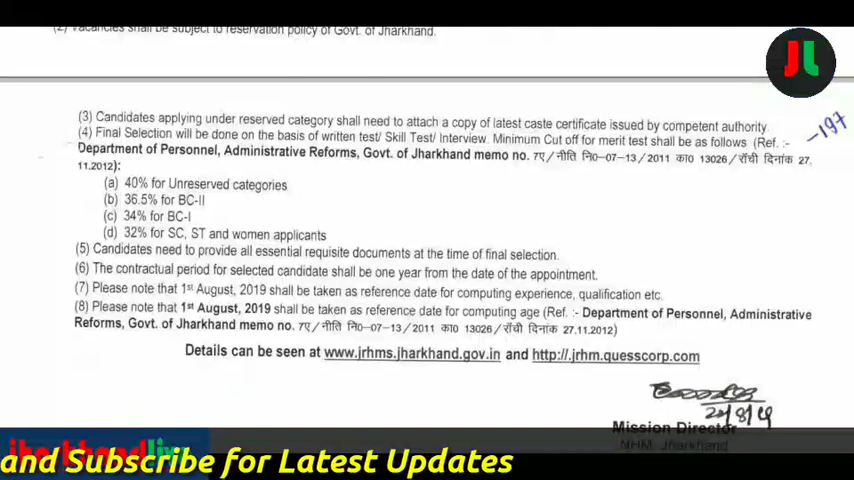 (2) Vacancies shall be subject to reservation policy of Govt. of Jharkhand.
JL
(3) Candidates applying under reserved category shall need to attach a copy of latest caste certificate issued by competent authority.
(4) Final Selection will be done on the basis of written test/ Skill Test/ Interview. Minimum Cut off for merit test shall be as follows (Ref. :-
-197
Department of Personnel, Administrative Reforms, Govt. of Jharkhand memo no. 7ए/नीति नि0-07-13/2011 का0 13026/राँची दिनांक 27.
11.2012):
(a) 40% for Unreserved categories
(b) 36.5% for BC-II
(c) 34% for BC-I
(d) 32% for SC, ST and women applicants
(5) Candidates need to provide all essential requisite documents at the time of final selection.
(6) The contractual period for selected candidate shall be one year from the date of the appointment.
(7) Please note that 1st August, 2019 shall be taken as reference date for computing experience, qualification etc.
(8) Please note that 1st August, 2019 shall be taken as reference date for computing age (Ref. :- Department of Personnel, Administrative
Reforms, Govt. of Jharkhand memo no. 7ए/नीति नि0-07-13/2011 का0 13026/राँची दिनांक 27.11.2012)
Details can be seen at www.jrhms.jharkhand.gov.in and http://.jrhm.quesscorp.com
Mission Director
NHM, Jharkhand
jharkhandlive
and Subscribe for Latest Updates